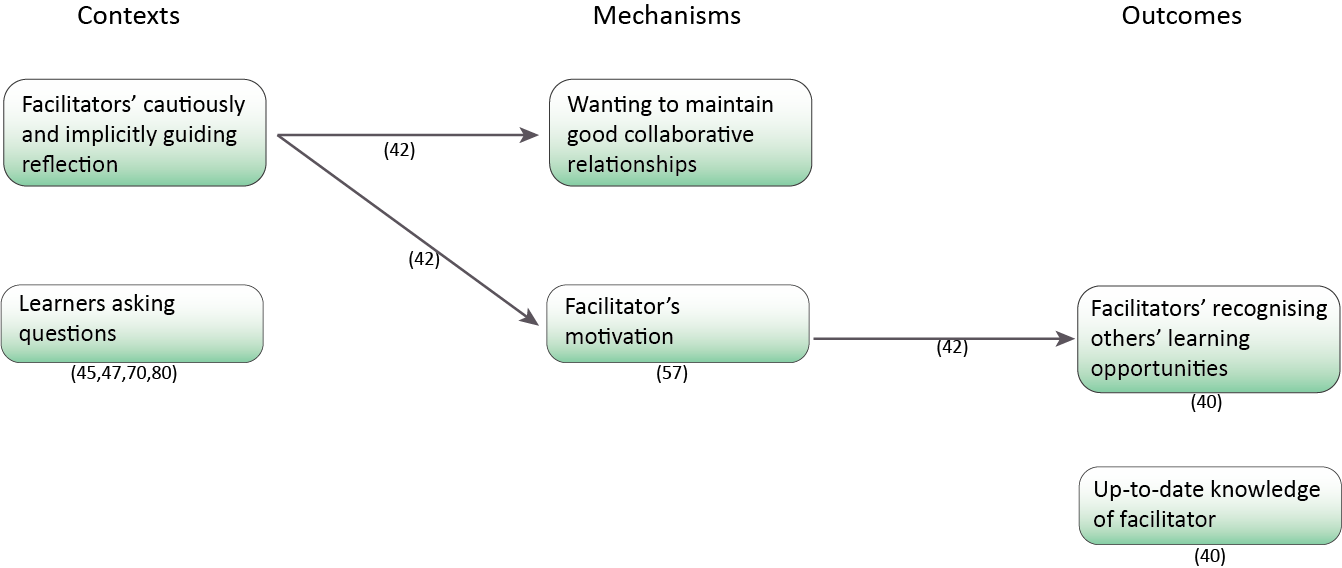 Contexts
Mechanisms
Outcomes
Facilitators’ cautiously
and implicitly guiding
reflection
(42)
Wanting to maintain
good collaborative
relationships
(42)
Learners asking
questions
(45,47,70,80)
Facilitator’s
motivation
(57)
(42)
Facilitators’ recognising
others’ learning
opportunities
(40)
Up-to-date knowledge
of facilitator
(40)